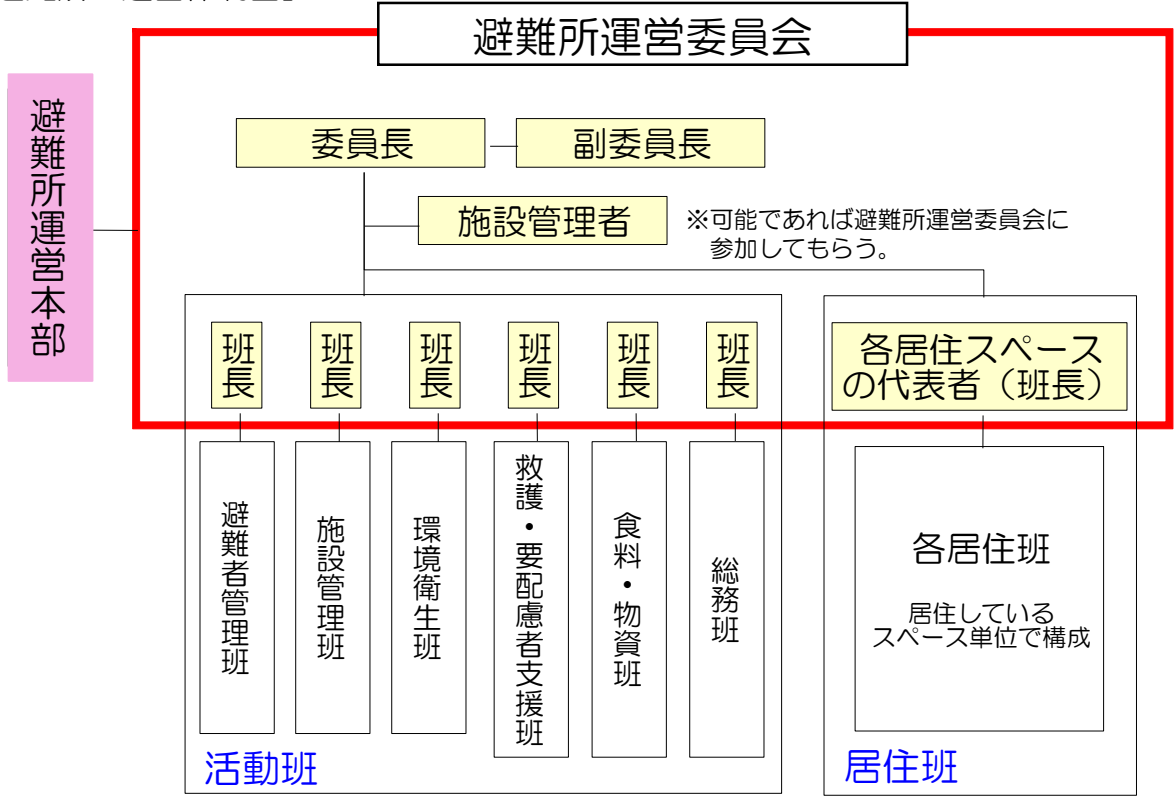 避難所運営委員会
避難所運営本部
委員長
副委員長
施設管理者
※可能であれば避難所運営委員会に
参加してもらう。
班長
班長
班長
班長
班長
班長
各居住スペース
の代表者（班長）
避難者管理班
施設管理班
環境衛生班
救護・要配慮者支援班
食料・物資班
総務班
各居住班
居住している
スペース単位で構成
活動班
居住班